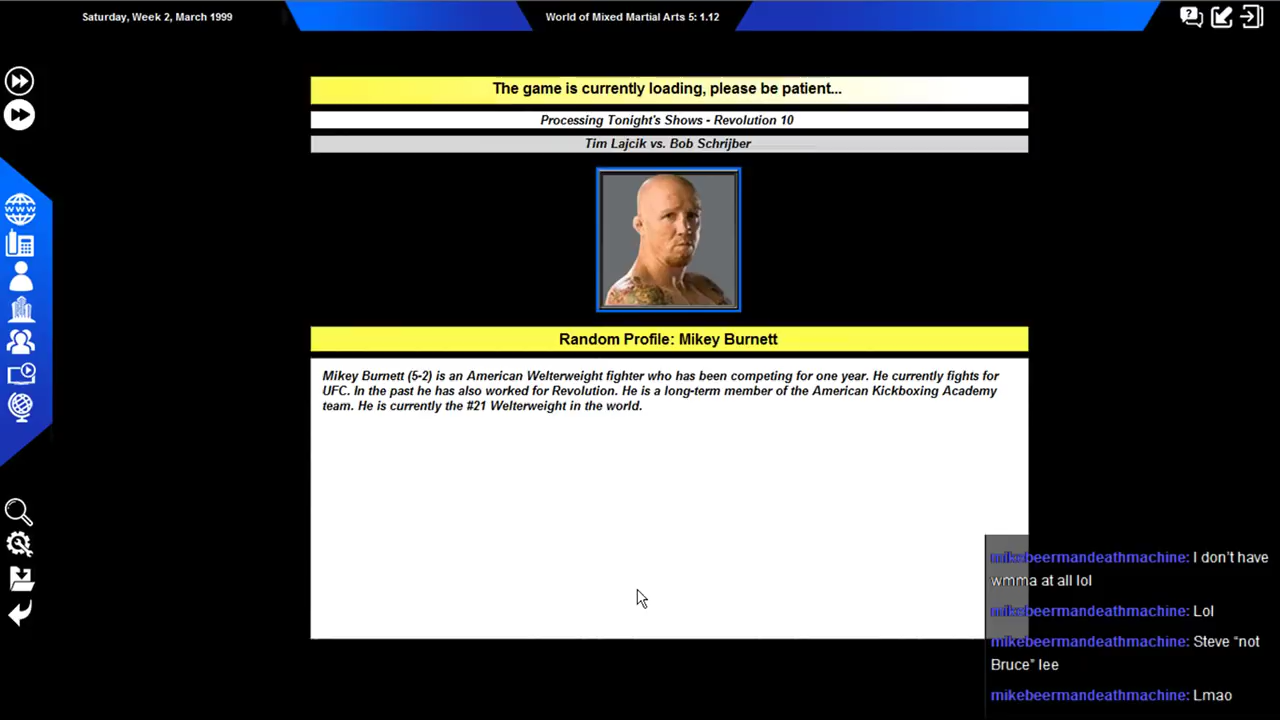 Saturday, Week 2, March 1999
World of Mixed Martial Arts 5: 1.12
The game is currently loading, please be patient...
Processing Tonight's Shows - Revolution 10
Tim Lajcik vs. Bob Schrijber
WWW
Random Profile: Mikey Burnett
Mikey Burnett (5-2) is an American Welterweight fighter who has been competing for one year. He currently fights for
UFC. In the past he has also worked for Revolution. He is a long-term member of the American Kickboxing Academy
team. He is currently the #21 Welterweight in the world.
mikebeermandeathmachine: I don't have
wmma at all lol
mikebeermandeathmachine: Lol
mikebeermandeathmachine: Steve “not
Bruce” lee
mikebeermandeathmachine: Lmao